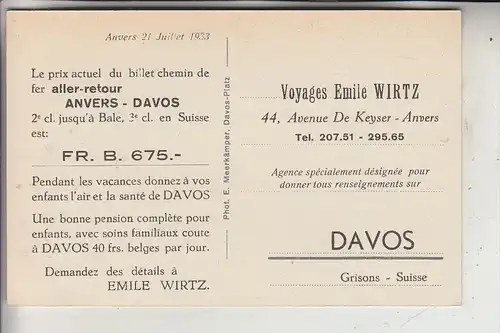 Anvers 21 Juillet 1933
Le prix actuel du billet chemin de
fer aller-retour
ANVERS - DAVOS
2e cl. jusqu'à Bale, 3e cl. en Suisse
est:
FR. B. 675.-
Pendant les vacances donnez à vos
enfants l'air et la santé de DAVOS
Une bonne pension complète pour
enfants, avec soins familiaux coute
à DAVOS 40 frs. belges par jour.
Demandez des détails à
EMILE WIRTZ.
Phot. E. Meerkämper, Davos-Platz
Voyages Emile WIRTZ
44, Avenue De Keyser - Anvers
Tel. 207.51 - 295.65
Agence spécialement désignée pour
donner tous renseignements sur
DAVOS
Grisons - Suisse